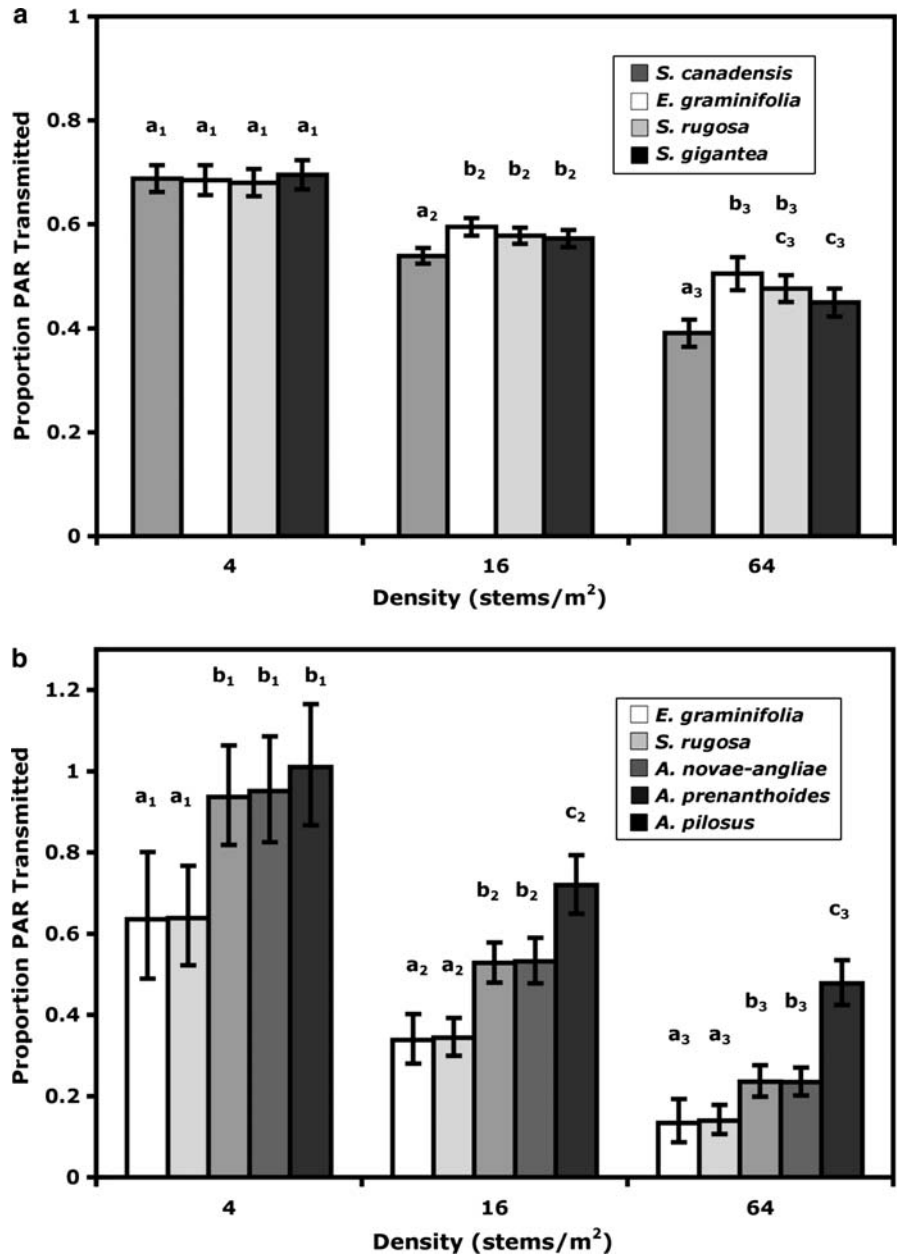 a
1
0.8
0.6
0.4
0.2
0
Proportion PAR Transmitted
S. canadensis
E. graminifolia
S. rugosa
S. gigantea
a₁ a₁ a₁ a₁
a₂ b₂ b₂ b₂
b₃ b₃
a₃ c₃ c₃
4 16 64
Density (stems/m²)
b
1.2
1
0.8
0.6
0.4
0.2
0
Proportion PAR Transmitted
E. graminifolia
S. rugosa
A. novae-angliae
A. prenanthoides
A. pilosus
a₁ a₁ b₁ b₁ b₁
a₂ a₂ b₂ b₂ c₂
a₃ a₃ b₃ b₃ c₃
4 16 64
Density (stems/m²)